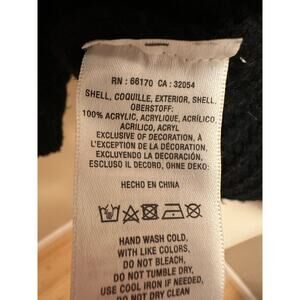 RN : 66170 CA : 32054
SHELL, COQUILLE, EXTERIOR, SHELL,
OBERSTOFF:
100% ACRYLIC, ACRYLIQUE, ACRÍLICO,
ACRILICO, ACRYL
EXCLUSIVE OF DECORATION, À
L'EXCEPTION DE DÉCORATION,
EXCLUYENDO LA DECORACIÓN,
ESCLUSO IL DECORO, OHNE DEKO:
HECHO EN CHINA
HAND WASH COLD,
WITH LIKE COLORS,
DO NOT BLEACH,
DO NOT TUMBLE DRY,
USE COOL IRON IF NEEDED,
DO NOT DRY CLEAN